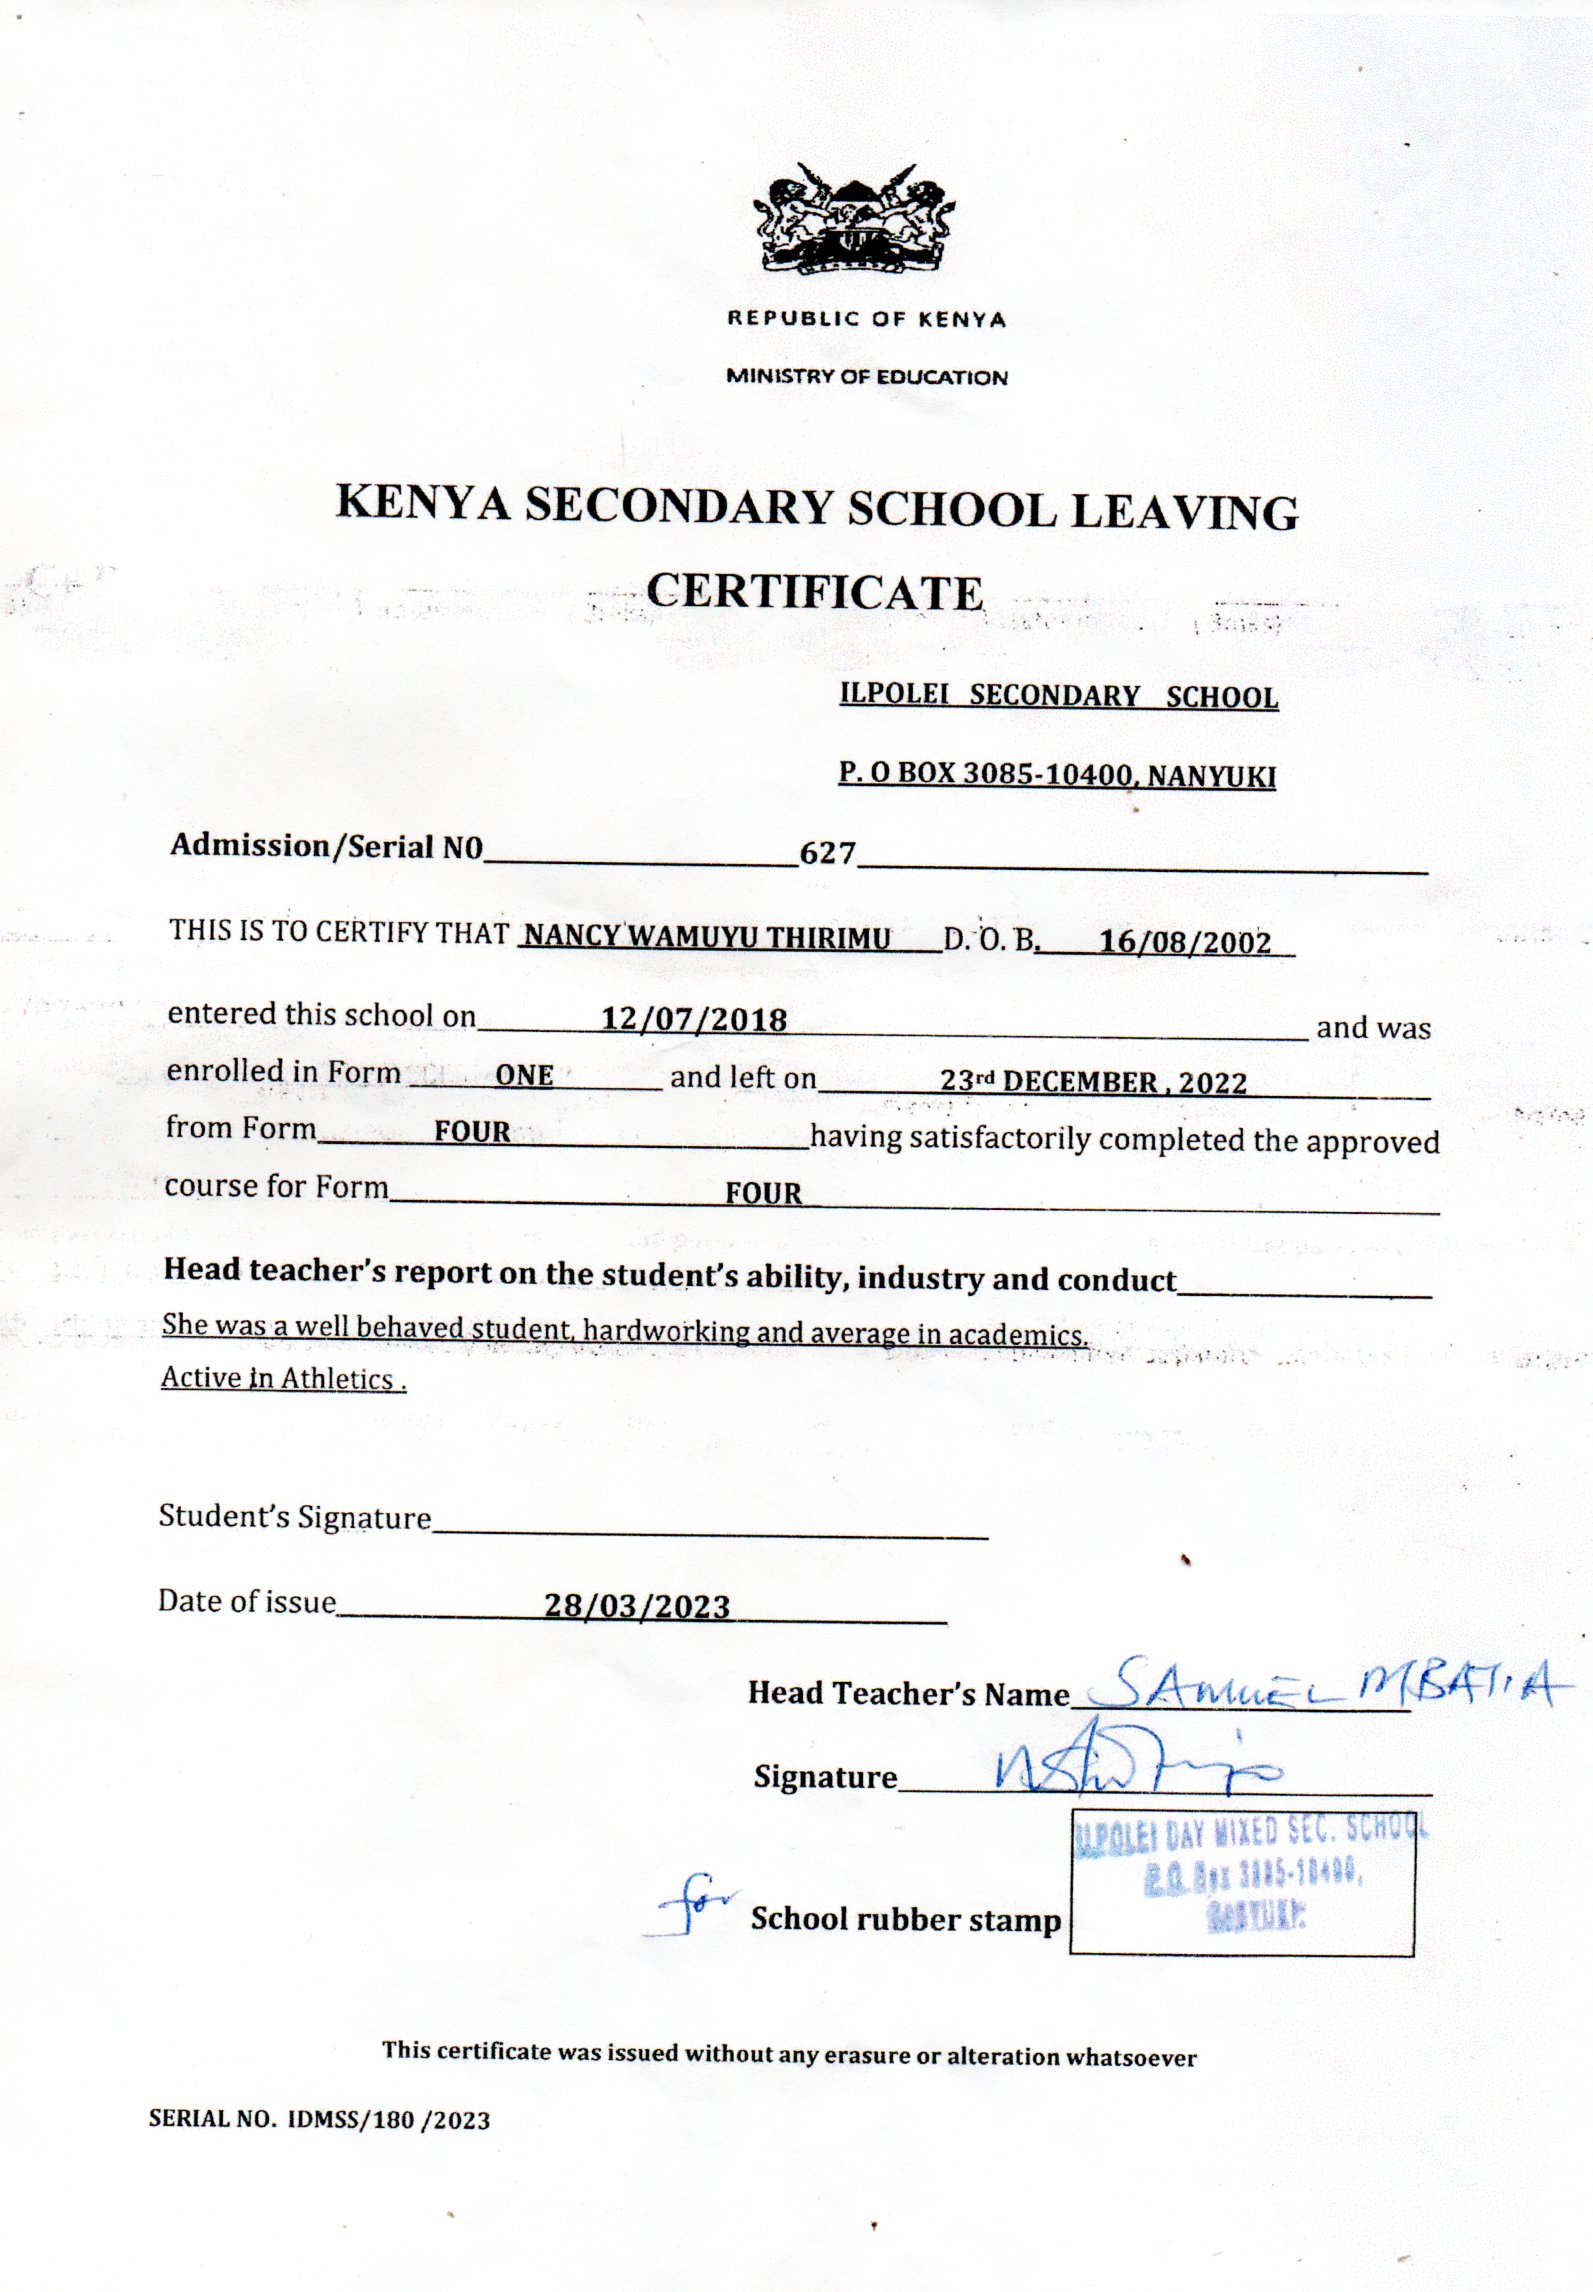 REPUBLIC OF KENYA
MINISTRY OF EDUCATION
KENYA SECONDARY SCHOOL LEAVING
CERTIFICATE
ILPOLEI SECONDARY SCHOOL
P. O BOX 3085-10400, NANYUKI
Admission/Serial N0 627
THIS IS TO CERTIFY THAT NANCY WAMUYU THIRIMU D. O. B. 16/08/2002
entered this school on 12/07/2018 and was
enrolled in Form ONE and left on 23rd DECEMBER , 2022
from Form FOUR having satisfactorily completed the approved
course for Form FOUR
Head teacher's report on the student's ability, industry and conduct
She was a well behaved student, hardworking and average in academics.
Active in Athletics .
Student's Signature
Date of issue 28/03/2023
Head Teacher's Name SAMUEL MBATIA
Signature
ILPOLEI DAY MIXED SEC. SCHOOL
P.O Box 3085-10400,
for School rubber stamp
This certificate was issued without any erasure or alteration whatsoever
SERIAL NO. IDMSS/180 /2023